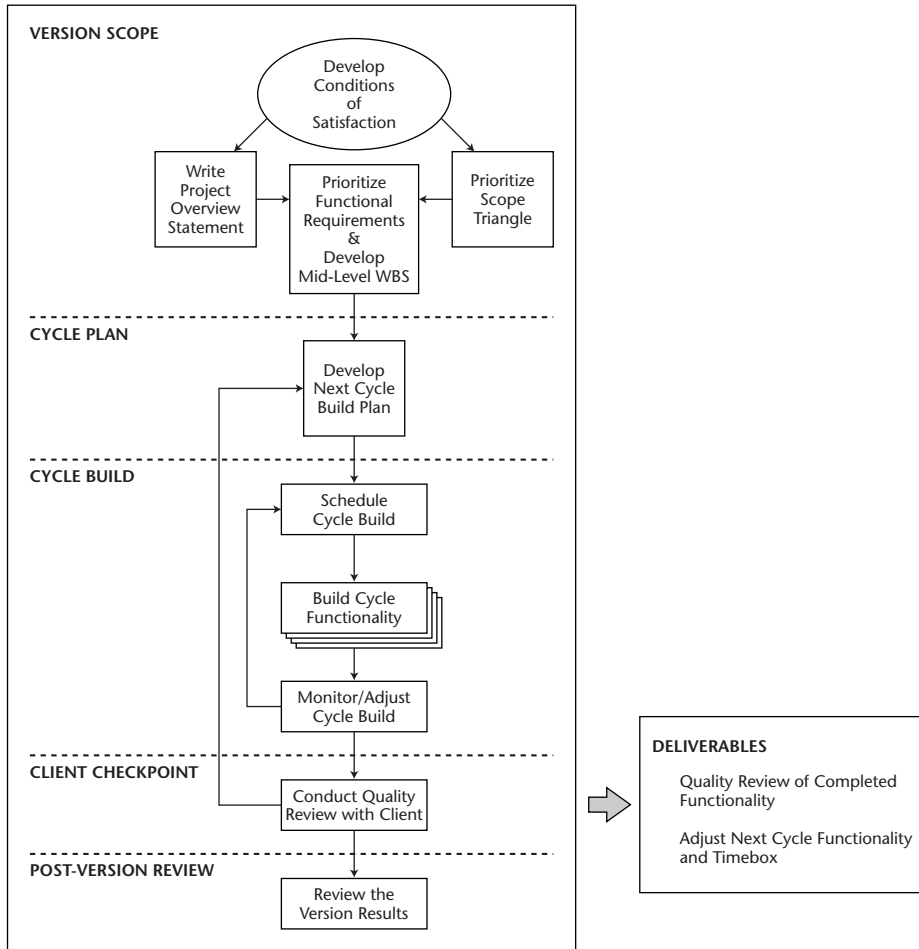 VERSION SCOPE
Develop
Conditions
of
Satisfaction
Write
Project
Overview
Statement
Prioritize
Functional
Requirements
&
Develop
Mid-Level WBS
Prioritize
Scope
Triangle
CYCLE PLAN
Develop
Next Cycle
Build Plan
CYCLE BUILD
Schedule
Cycle Build
Build Cycle
Functionality
Monitor/Adjust
Cycle Build
CLIENT CHECKPOINT
Conduct Quality
Review with Client
POST-VERSION REVIEW
Review the
Version Results
DELIVERABLES
Quality Review of Completed
Functionality
Adjust Next Cycle Functionality
and Timebox